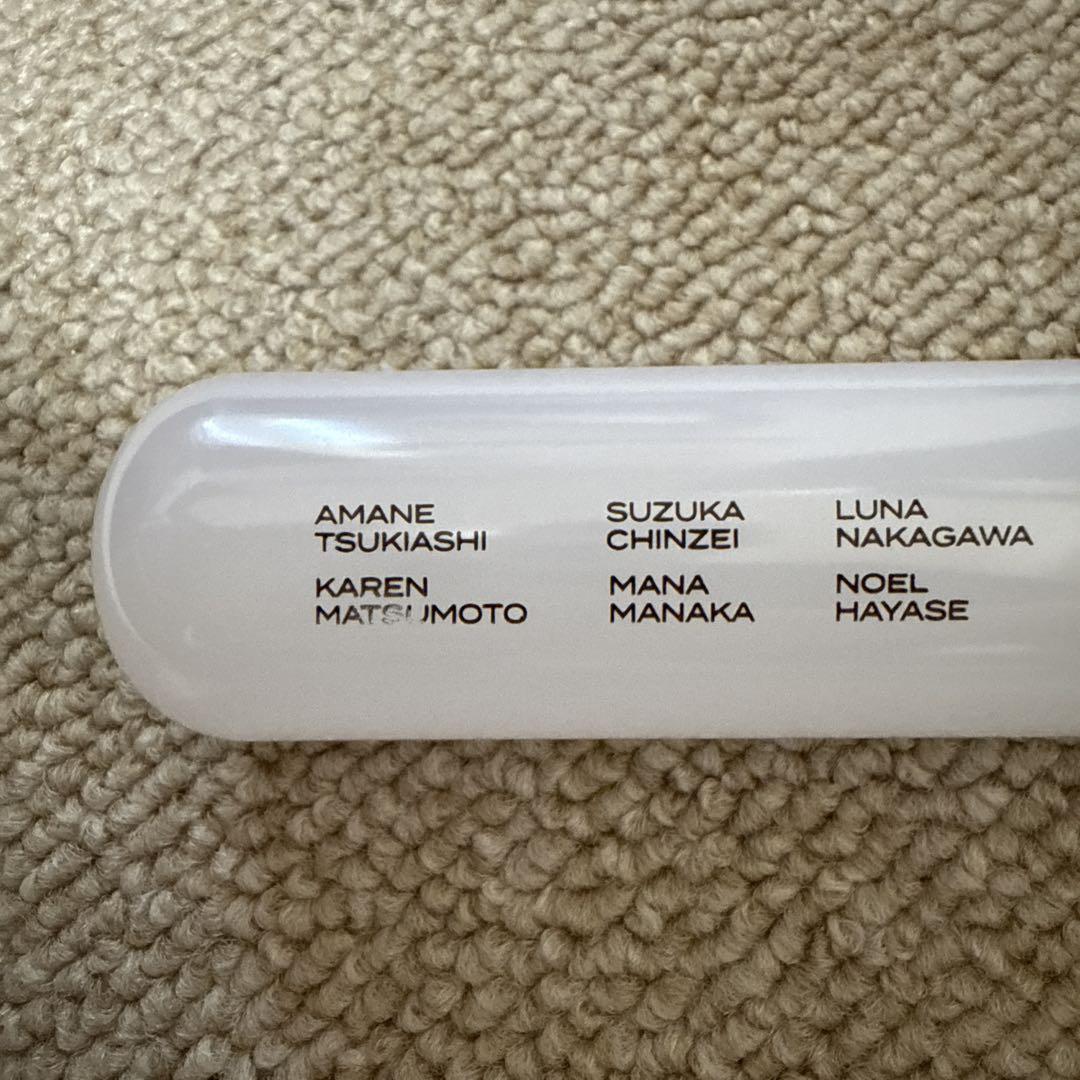 AMANE
TSUKIASHI
SUZUKA
CHINZEI
LUNA
NAKAGAWA
KAREN
MATSUMOTO
MANA
MANAKA
NOEL
HAYASE